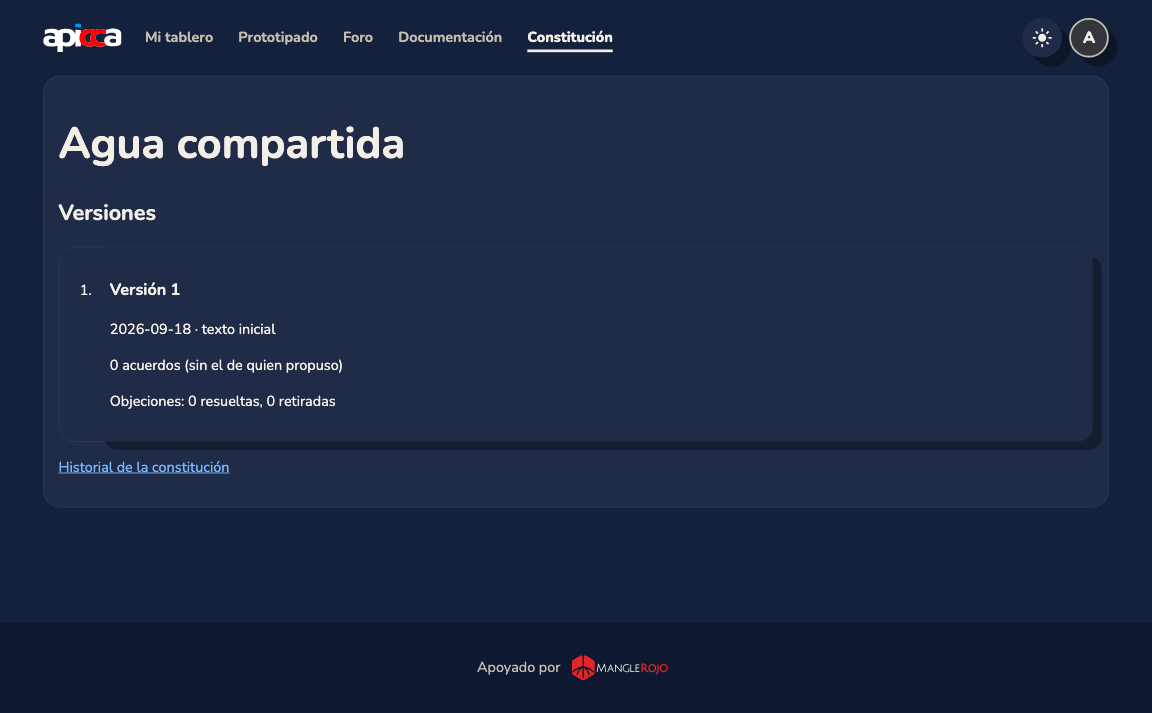 apicca
Mi tablero
Prototipado
Foro
Documentación
Constitución
A
Agua compartida
Versiones
1. Versión 1
2026-09-18 · texto inicial
0 acuerdos (sin el de quien propuso)
Objeciones: 0 resueltas, 0 retiradas
Historial de la constitución
Apoyado por MANGLEROJO